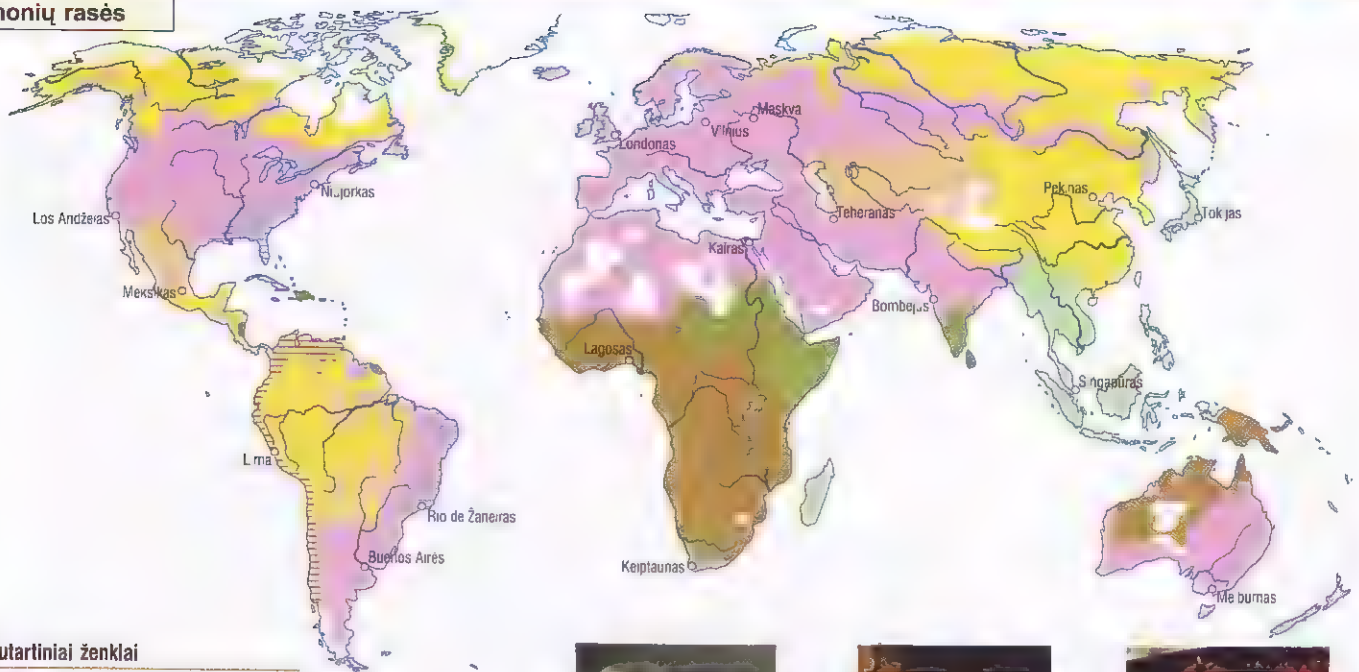 monių rasės
Maskva
Vilnius
Londonas
Niujorkas
Pekinas
Los Andželas
Teheranas
Tokijas
Kairas
Meksikas
Bombėjus
Lagosas
Singapūras
Lima
Rio de Žaneiras
Buenos Airės
Keiptaunas
Melburnas
utartiniai ženklai